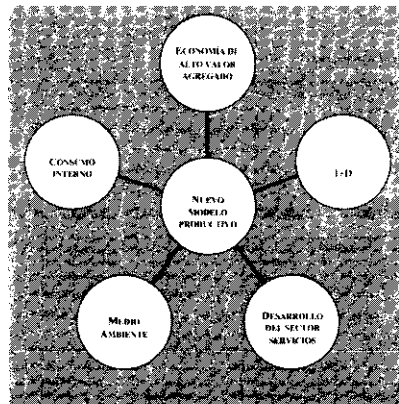 ECONOMÍA DE
ALTO VALOR
AGREGADO
CONSUMO
INTERNO
I+D
NUEVO
MODELO
PRODUCTIVO
MEDIO
AMBIENTE
DESARROLLO
DEL SECTOR
SERVICIOS